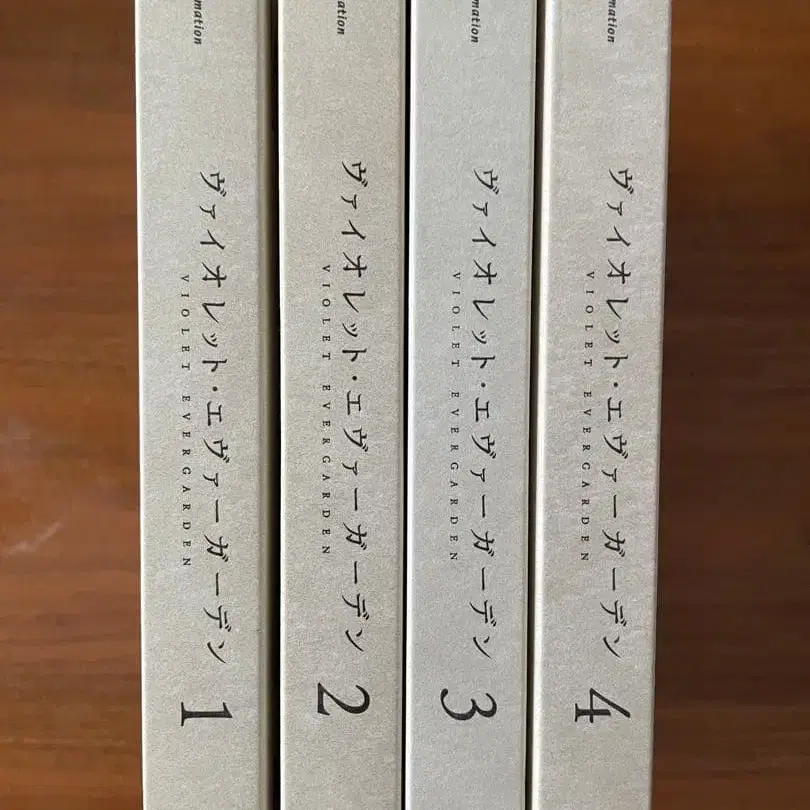 mation
ヴァイオレット・エヴァーガーデン
VIOLET EVERGARDEN
1
mation
ヴァイオレット・エヴァーガーデン
VIOLET EVERGARDEN
2
mation
ヴァイオレット・エヴァーガーデン
VIOLET EVERGARDEN
3
mation
ヴァイオレット・エヴァーガーデン
VIOLET EVERGARDEN
4